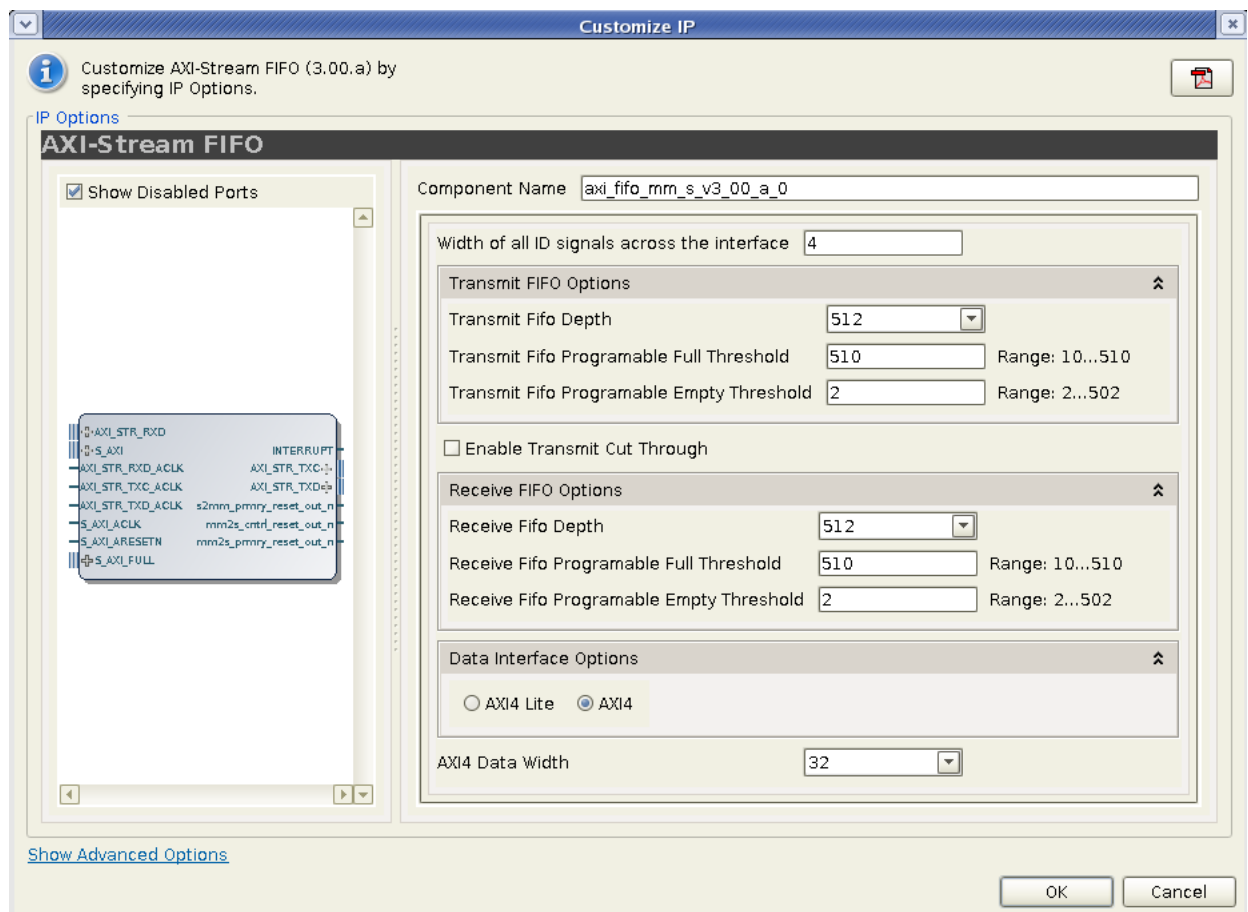 Customize IP
Customize AXI-Stream FIFO (3.00.a) by
specifying IP Options.
IP Options
AXI-Stream FIFO
Show Disabled Ports
AXI_STR_RXD
S_AXI
AXI_STR_RXD_ACLK
AXI_STR_TXC_ACLK
AXI_STR_TXD_ACLK
S_AXI_ACLK
S_AXI_ARESETN
S_AXI_FULL
INTERRUPT
AXI_STR_TXC
AXI_STR_TXD
s2mm_prmry_reset_out_n
mm2s_cntrl_reset_out_n
mm2s_prmry_reset_out_n
Component Name axi_fifo_mm_s_v3_00_a_0
Width of all ID signals across the interface 4
Transmit FIFO Options
Transmit Fifo Depth 512
Transmit Fifo Programable Full Threshold 510 Range: 10...510
Transmit Fifo Programable Empty Threshold 2 Range: 2...502
Enable Transmit Cut Through
Receive FIFO Options
Receive Fifo Depth 512
Receive Fifo Programable Full Threshold 510 Range: 10...510
Receive Fifo Programable Empty Threshold 2 Range: 2...502
Data Interface Options
AXI4 Lite AXI4
AXI4 Data Width 32
Show Advanced Options
OK Cancel